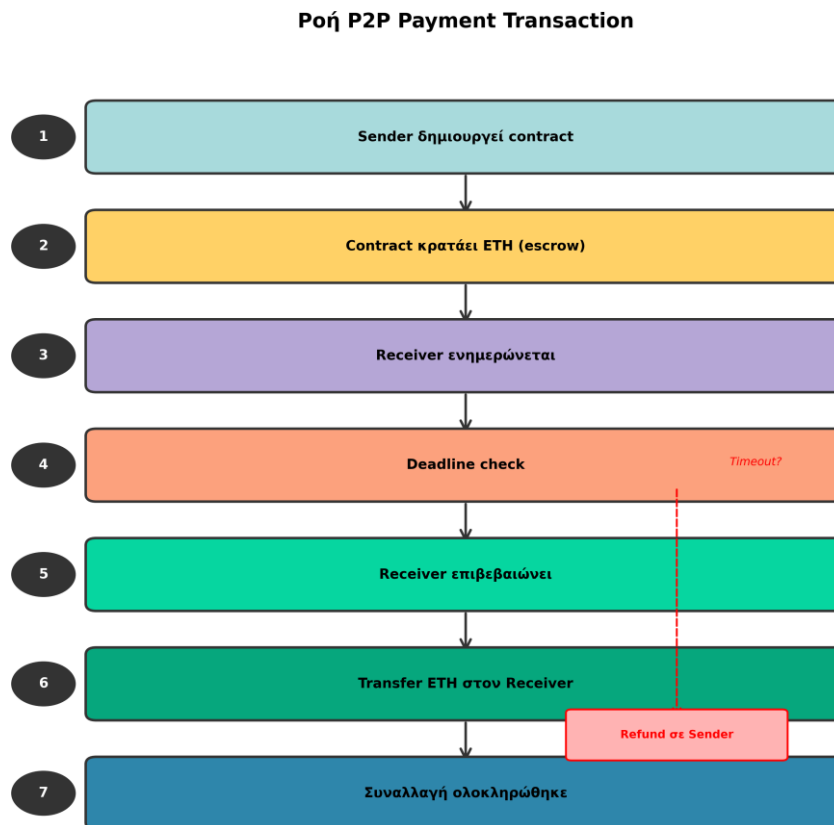 Ροή P2P Payment Transaction
1
Sender δημιουργεί contract
2
Contract κρατάει ETH (escrow)
3
Receiver ενημερώνεται
4
Deadline check
Timeout?
5
Receiver επιβεβαιώνει
6
Transfer ETH στον Receiver
Refund σε Sender
7
Συναλλαγή ολοκληρώθηκε